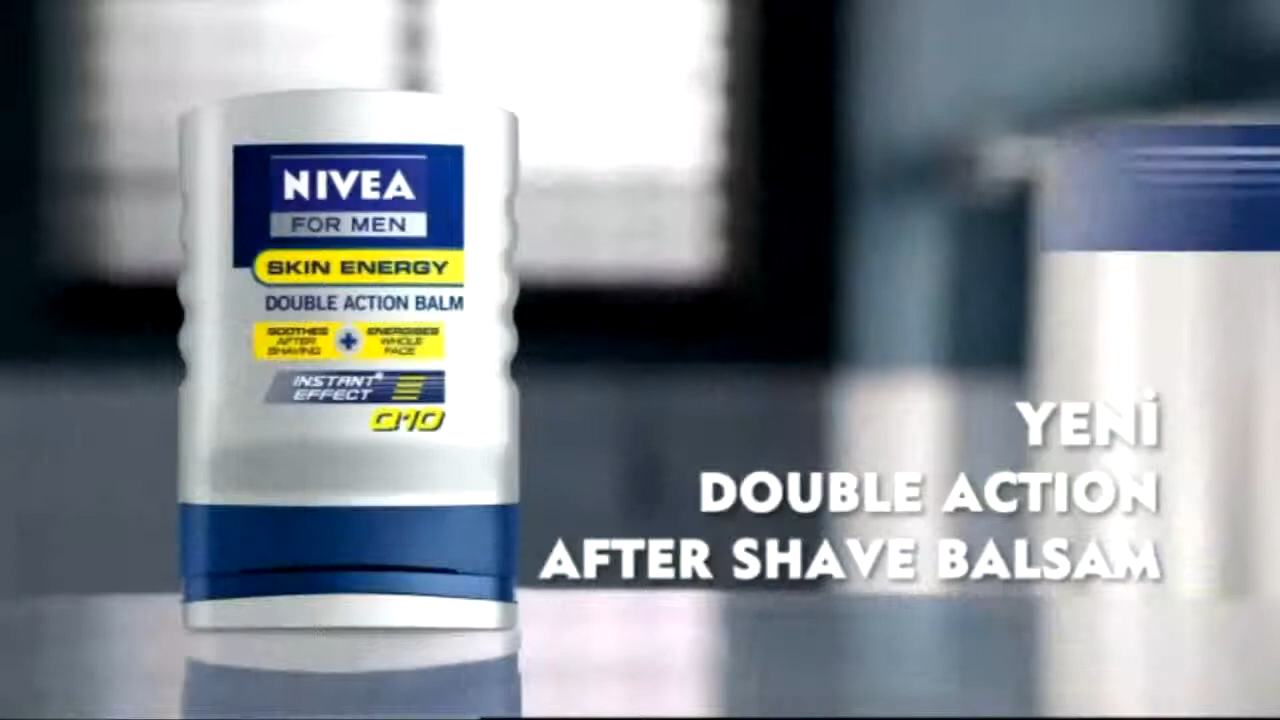 NIVEA
FOR MEN
SKIN ENERGY
DOUBLE ACTION BALM
SOOTHES AFTER SHAVING + ENERGISES WHOLE FACE
INSTANT EFFECT
Q10
YENİ
DOUBLE ACTION
AFTER SHAVE BALSAM